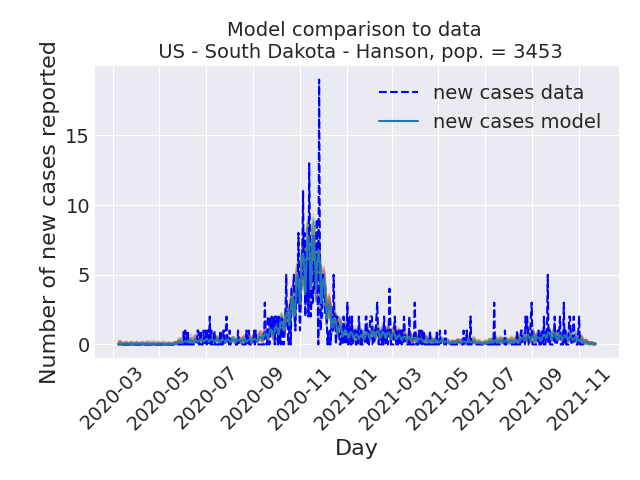 Model comparison to data
US - South Dakota - Hanson, pop. = 3453
Number of new cases reported
15
10
5
0
new cases data
new cases model
2020-03
2020-05
2020-07
2020-09
2020-11
2021-01
2021-03
2021-05
2021-07
2021-09
2021-11
Day